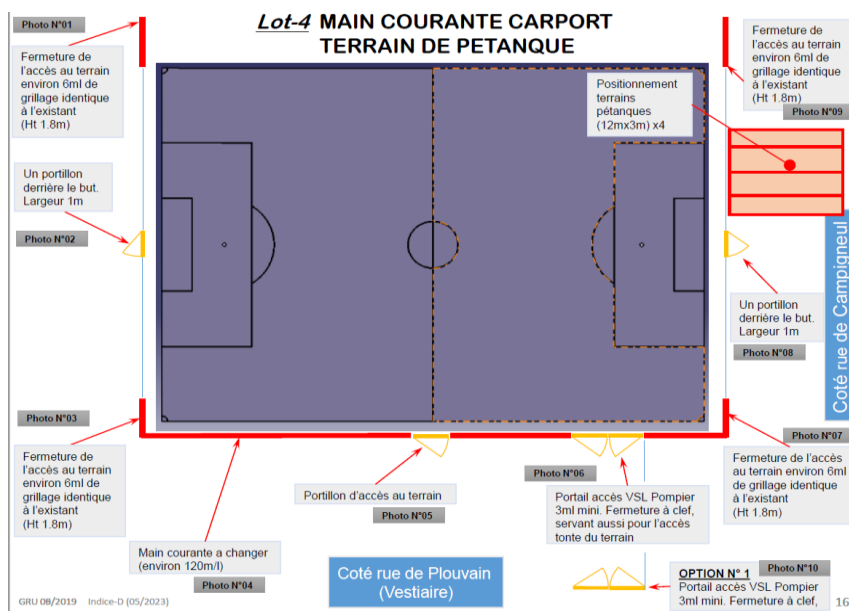 Lot-4 MAIN COURANTE CARPORT
TERRAIN DE PETANQUE
Photo N°01
Fermeture de
l'accès au terrain
environ 6ml de
grillage identique
à l'existant
(Ht 1.8m)
Un portillon
derrière le but.
Largeur 1m
Photo N°02
Photo N°03
Fermeture de
l'accès au terrain
environ 6ml de
grillage identique
à l'existant
(Ht 1.8m)
Main courante a changer
(environ 120m/l)
Photo N°04
Portillon d'accès au terrain
Photo N°05
Coté rue de Plouvain
(Vestiaire)
Photo N°06
Portail accès VSL Pompier
3ml mini. Fermeture à clef,
servant aussi pour l'accès
tonte du terrain
OPTION N° 1
Photo N°10
Portail accès VSL Pompier
3ml mini. Fermeture à clef,
Positionnement
terrains
pétanques
(12mx3m) x4
Fermeture de
l'accès au terrain
environ 6ml de
grillage identique
à l'existant
(Ht 1.8m)
Photo N°09
Coté rue de Campigneul
Un portillon
derrière le but.
Largeur 1m
Photo N°08
Photo N°07
Fermeture de l'accès
au terrain environ 6ml
de grillage identique
à l'existant
(Ht 1.8m)
GRU 08/2019 Indice-D (05/2023)
16